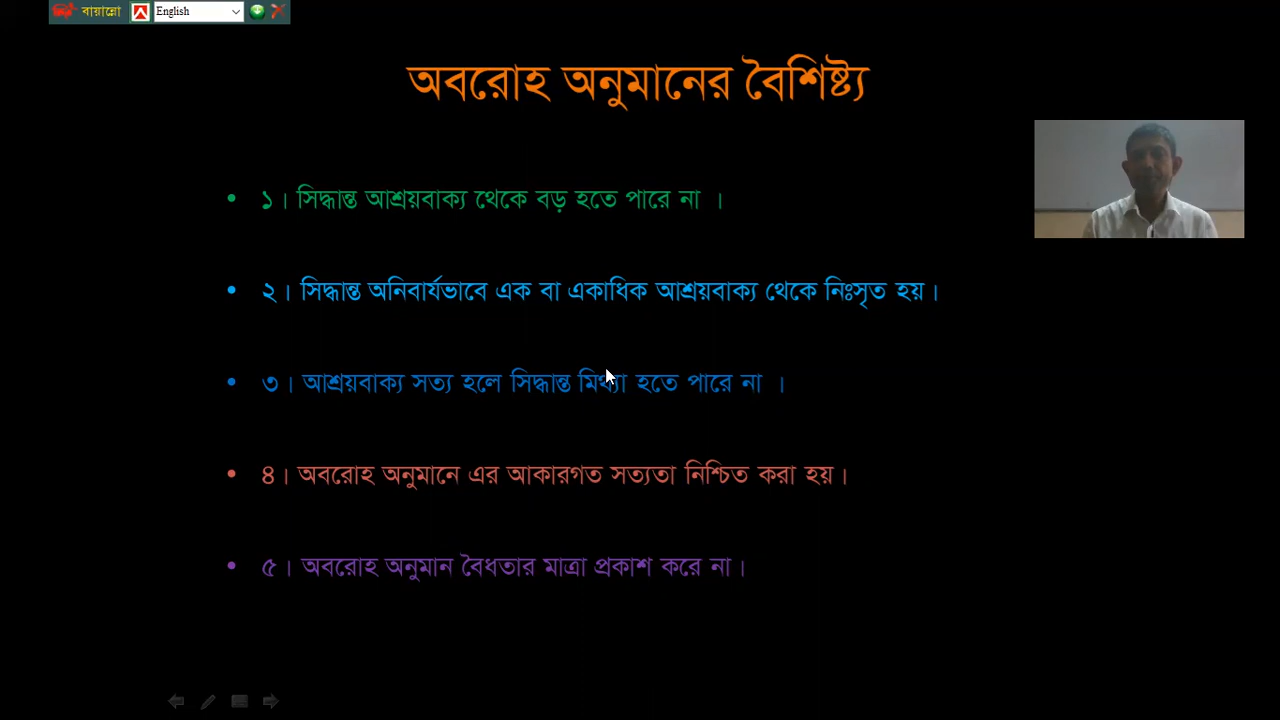 বায়ান্নো English
অবরোহ অনুমানের বৈশিষ্ট্য
• ১। সিদ্ধান্ত আশ্রয়বাক্য থেকে বড় হতে পারে না ।
• ২। সিদ্ধান্ত অনিবার্যভাবে এক বা একাধিক আশ্রয়বাক্য থেকে নিঃসৃত হয়।
• ৩। আশ্রয়বাক্য সত্য হলে সিদ্ধান্ত মিথ্যা হতে পারে না ।
• ৪। অবরোহ অনুমানে এর আকারগত সত্যতা নিশ্চিত করা হয়।
• ৫। অবরোহ অনুমান বৈধতার মাত্রা প্রকাশ করে না।